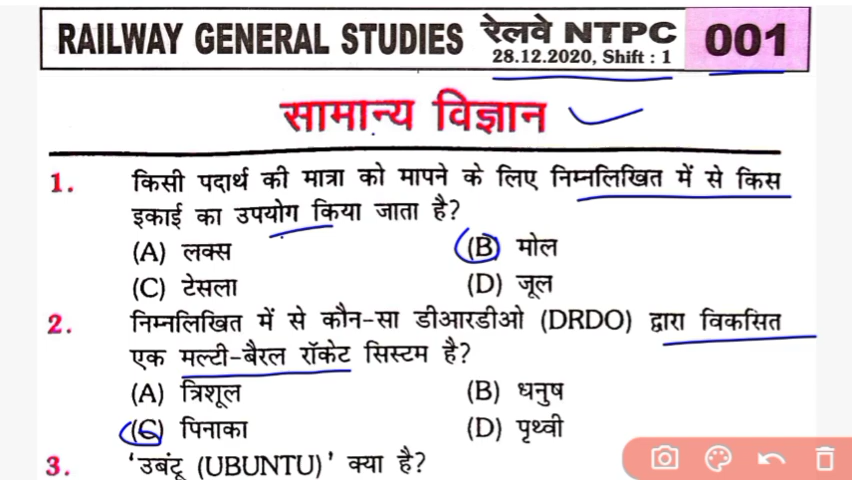 RAILWAY GENERAL STUDIES रेलवे NTPC 001
28.12.2020, Shift : 1
सामान्य विज्ञान
1. किसी पदार्थ की मात्रा को मापने के लिए निम्नलिखित में से किस
इकाई का उपयोग किया जाता है?
(A) लक्स (B) मोल
(C) टेसला (D) जूल
2. निम्नलिखित में से कौन-सा डीआरडीओ (DRDO) द्वारा विकसित
एक मल्टी-बैरल रॉकेट सिस्टम है?
(A) त्रिशूल (B) धनुष
(C) पिनाका (D) पृथ्वी
3. 'उबंटू (UBUNTU)' क्या है?